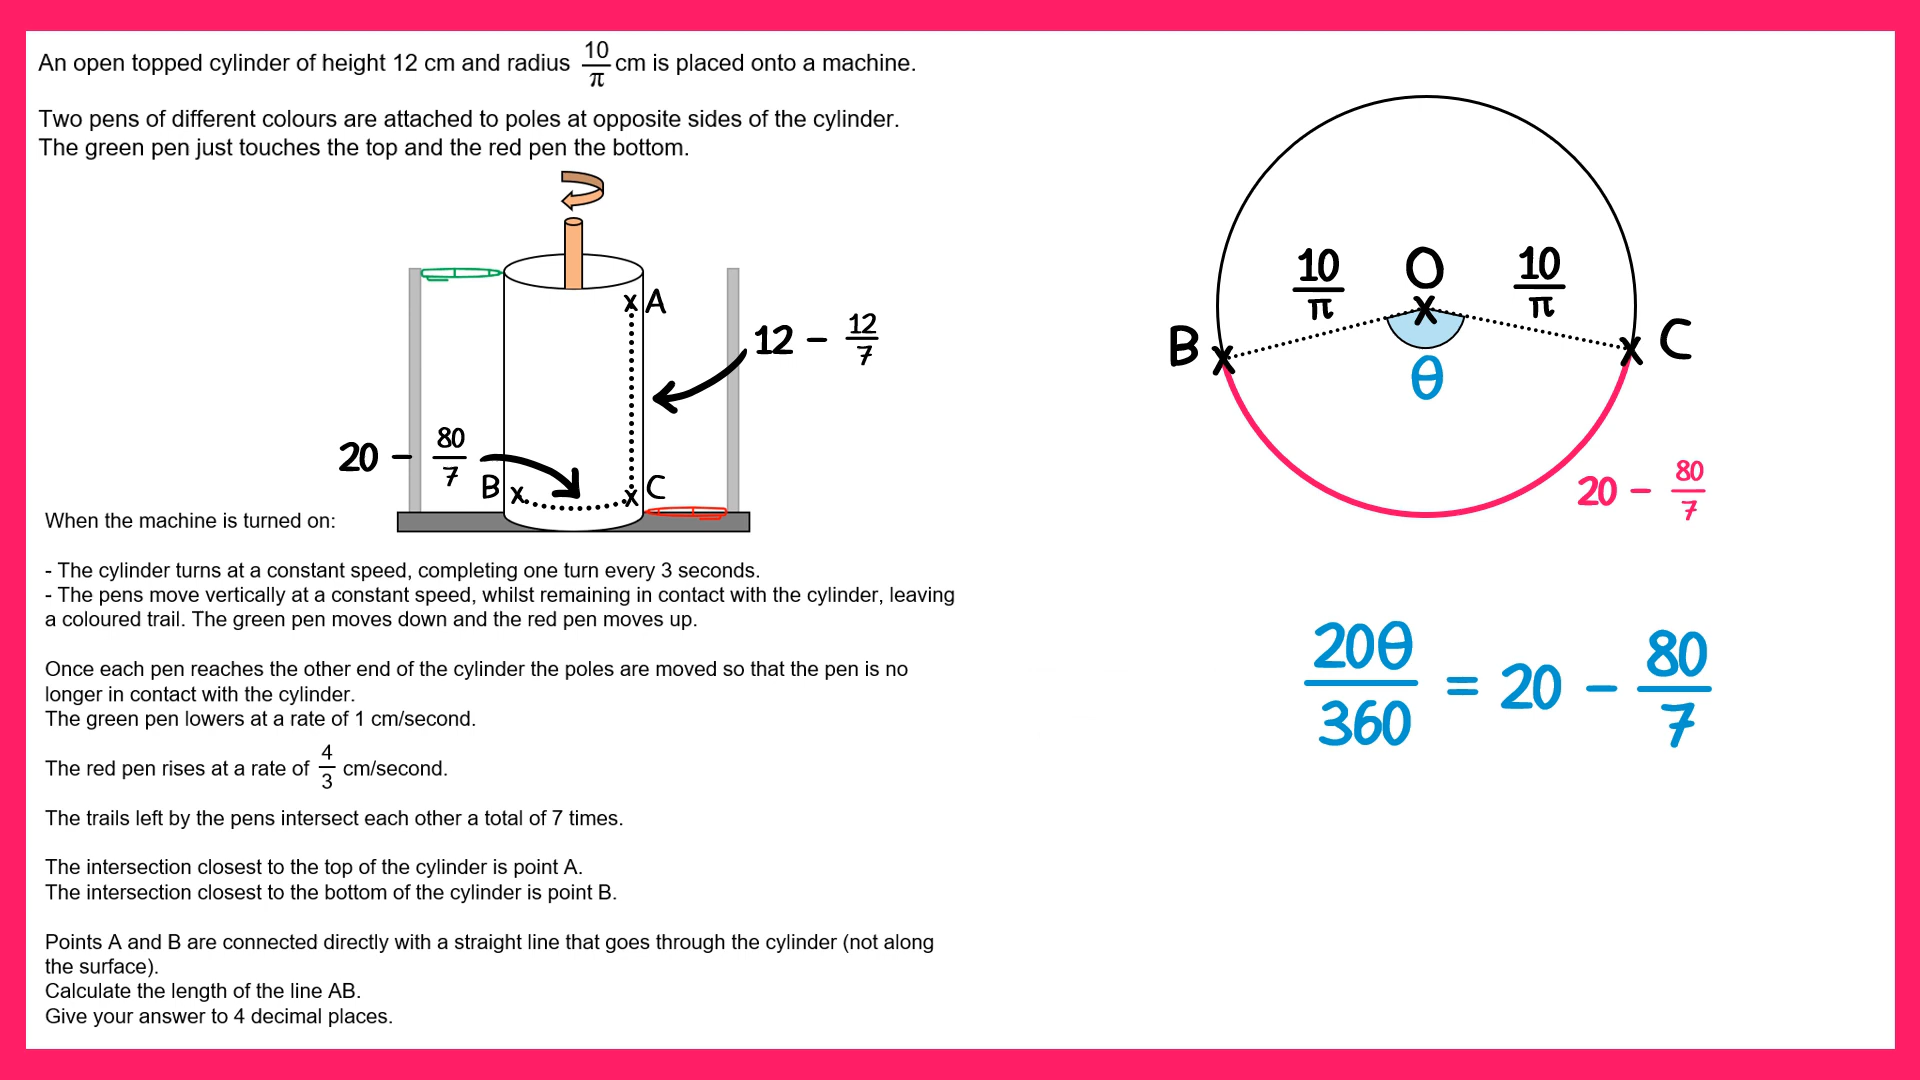 An open topped cylinder of height 12 cm and radius 10/π cm is placed onto a machine.
Two pens of different colours are attached to poles at opposite sides of the cylinder.
The green pen just touches the top and the red pen the bottom.
A
12 - 12/7
20 - 80/7
B
C
When the machine is turned on:
- The cylinder turns at a constant speed, completing one turn every 3 seconds.
- The pens move vertically at a constant speed, whilst remaining in contact with the cylinder, leaving
a coloured trail. The green pen moves down and the red pen moves up.
Once each pen reaches the other end of the cylinder the poles are moved so that the pen is no
longer in contact with the cylinder.
The green pen lowers at a rate of 1 cm/second.
The red pen rises at a rate of 4/3 cm/second.
The trails left by the pens intersect each other a total of 7 times.
The intersection closest to the top of the cylinder is point A.
The intersection closest to the bottom of the cylinder is point B.
Points A and B are connected directly with a straight line that goes through the cylinder (not along
the surface).
Calculate the length of the line AB.
Give your answer to 4 decimal places.
10/π O 10/π
B C
θ
20 - 80/7
20θ/360 = 20 - 80/7